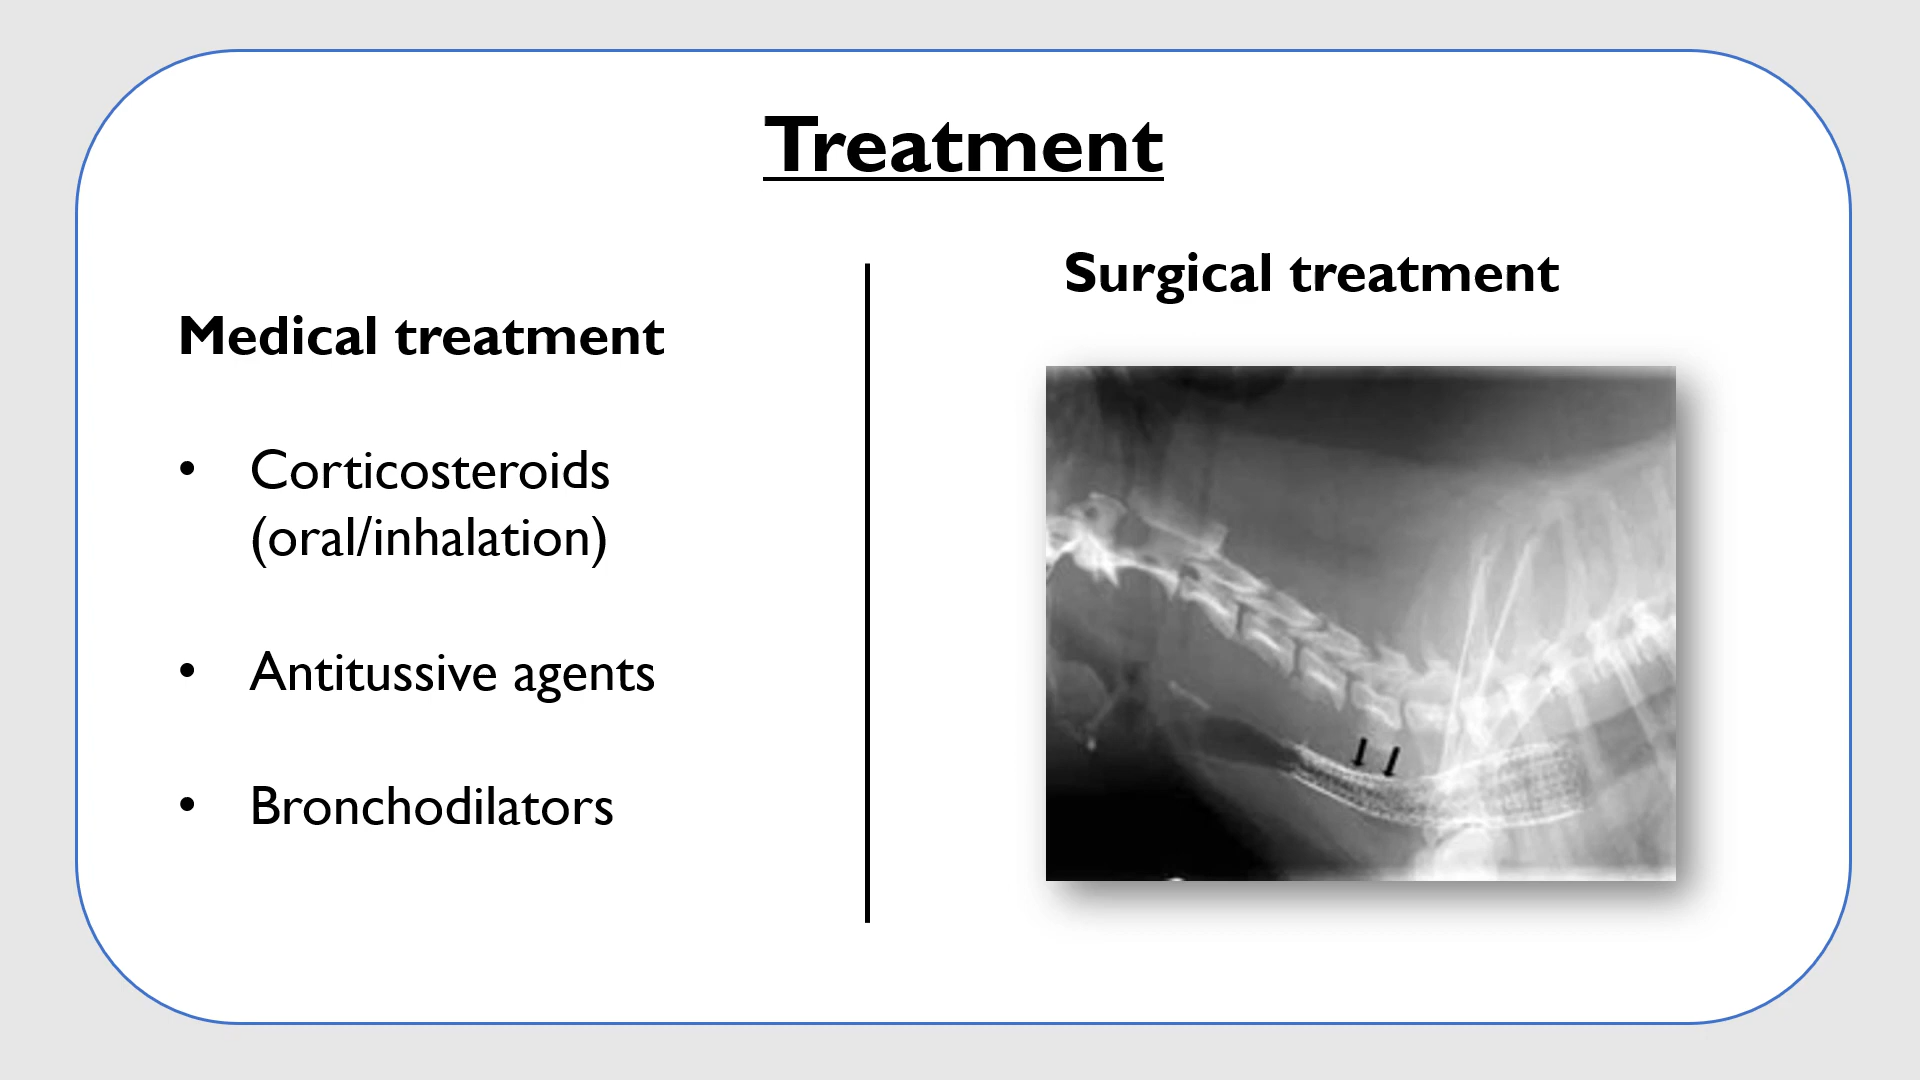 Treatment
Medical treatment
• Corticosteroids
(oral/inhalation)
• Antitussive agents
• Bronchodilators
Surgical treatment